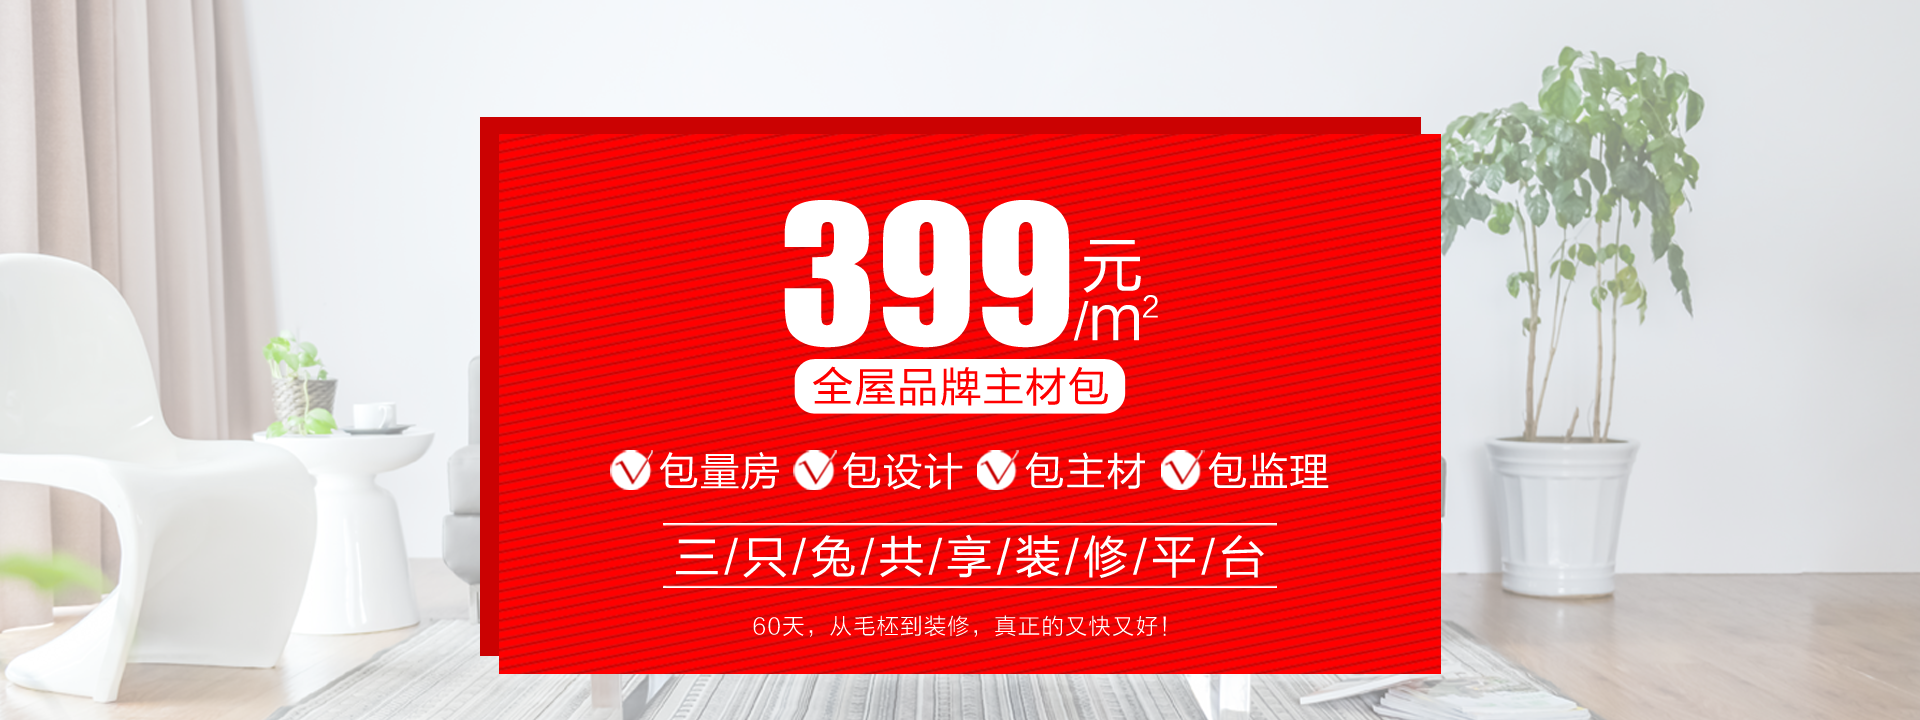 399元/m²
全屋品牌主材包
包量房 包设计 包主材 包监理
三/只/兔/共/享/装/修/平/台
60天，从毛柸到装修，真正的又快又好！